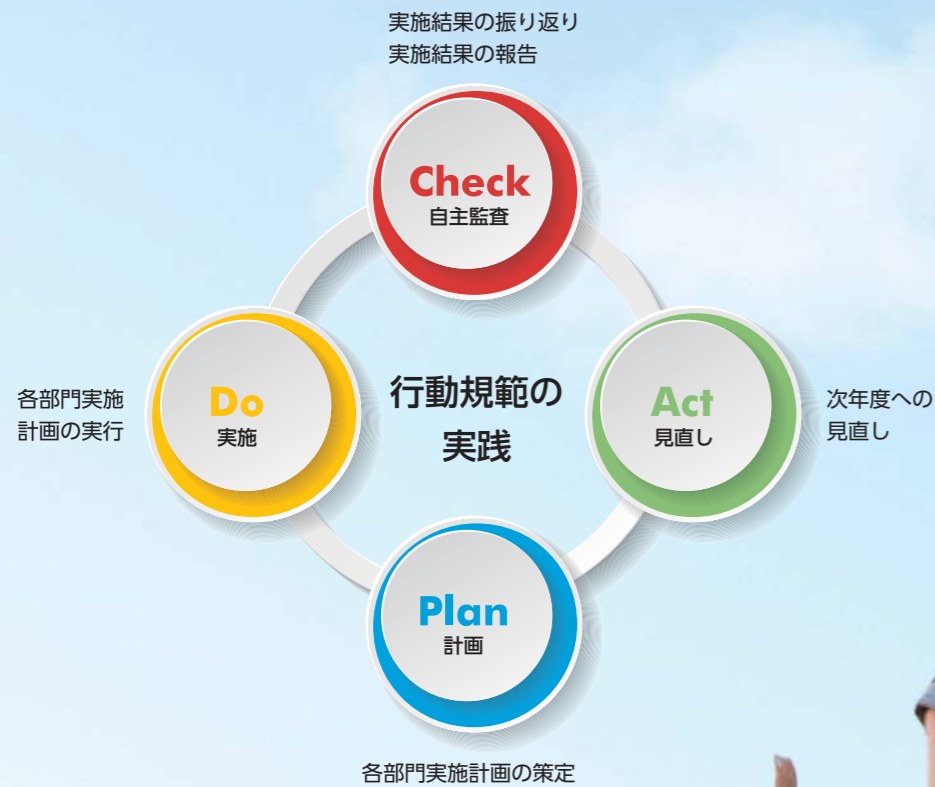 実施結果の振り返り
実施結果の報告
Check
自主監査
各部門実施
計画の実行
Do
実施
行動規範の
実践
Act
見直し
次年度への
見直し
Plan
計画
各部門実施計画の策定